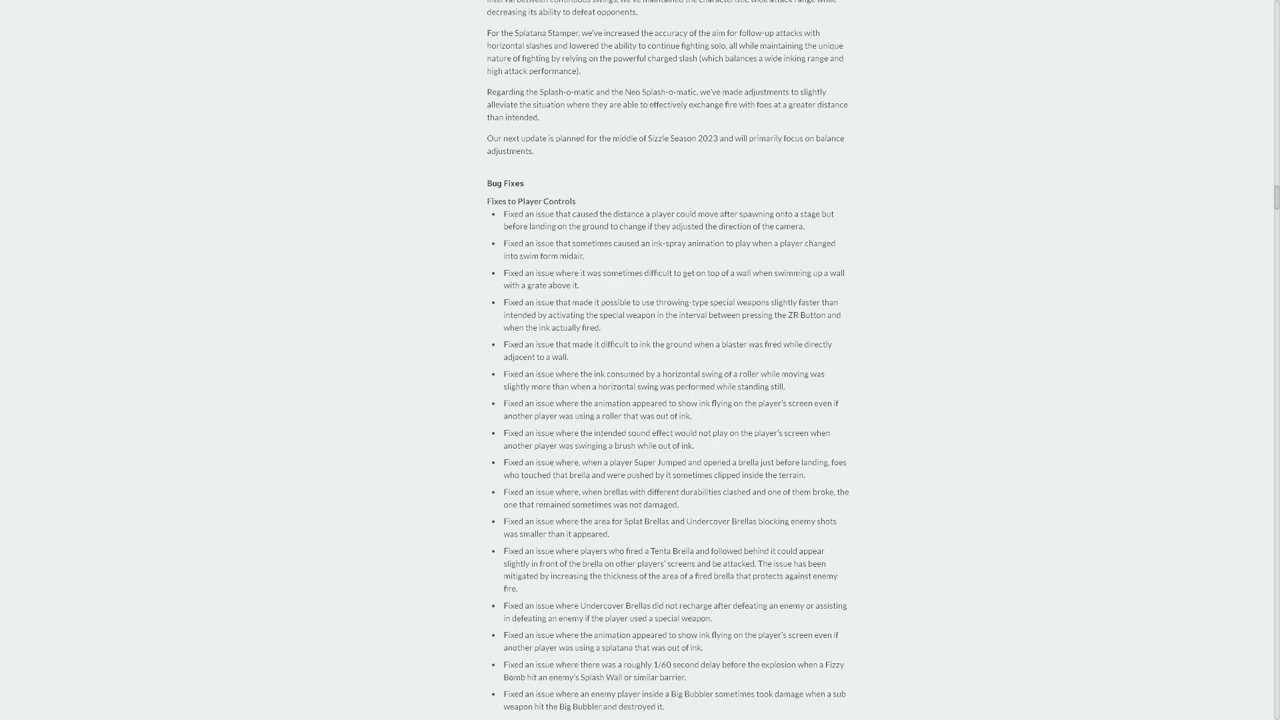 interval between continuous swings, we've maintained the characteristic wide attack range while
decreasing its ability to defeat opponents.
For the Splatana Stamper, we've increased the accuracy of the aim for follow-up attacks with
horizontal slashes and lowered the ability to continue fighting solo, all while maintaining the unique
nature of fighting by relying on the powerful charged slash (which balances a wide inking range and
high attack performance).
Regarding the Splash-o-matic and the Neo Splash-o-matic, we've made adjustments to slightly
alleviate the situation where they are able to effectively exchange fire with foes at a greater distance
than intended.
Our next update is planned for the middle of Sizzle Season 2023 and will primarily focus on balance
adjustments.
Bug Fixes
Fixes to Player Controls
• Fixed an issue that caused the distance a player could move after spawning onto a stage but
before landing on the ground to change if they adjusted the direction of the camera.
• Fixed an issue that sometimes caused an ink-spray animation to play when a player changed
into swim form midair.
• Fixed an issue where it was sometimes difficult to get on top of a wall when swimming up a wall
with a grate above it.
• Fixed an issue that made it possible to use throwing-type special weapons slightly faster than
intended by activating the special weapon in the interval between pressing the ZR Button and
when the ink actually fired.
• Fixed an issue that made it difficult to ink the ground when a blaster was fired while directly
adjacent to a wall.
• Fixed an issue where the ink consumed by a horizontal swing of a roller while moving was
slightly more than when a horizontal swing was performed while standing still.
• Fixed an issue where the animation appeared to show ink flying on the player's screen even if
another player was using a roller that was out of ink.
• Fixed an issue where the intended sound effect would not play on the player's screen when
another player was swinging a brush while out of ink.
• Fixed an issue where, when a player Super Jumped and opened a brella just before landing, foes
who touched that brella and were pushed by it sometimes clipped inside the terrain.
• Fixed an issue where, when brellas with different durabilities clashed and one of them broke, the
one that remained sometimes was not damaged.
• Fixed an issue where the area for Splat Brellas and Undercover Brellas blocking enemy shots
was smaller than it appeared.
• Fixed an issue where players who fired a Tenta Brella and followed behind it could appear
slightly in front of the brella on other players' screens and be attacked. The issue has been
mitigated by increasing the thickness of the area of a fired brella that protects against enemy
fire.
• Fixed an issue where Undercover Brellas did not recharge after defeating an enemy or assisting
in defeating an enemy if the player used a special weapon.
• Fixed an issue where the animation appeared to show ink flying on the player's screen even if
another player was using a splatana that was out of ink.
• Fixed an issue where there was a roughly 1/60 second delay before the explosion when a Fizzy
Bomb hit an enemy's Splash Wall or similar barrier.
• Fixed an issue where an enemy player inside a Big Bubbler sometimes took damage when a sub
weapon hit the Big Bubbler and destroyed it.